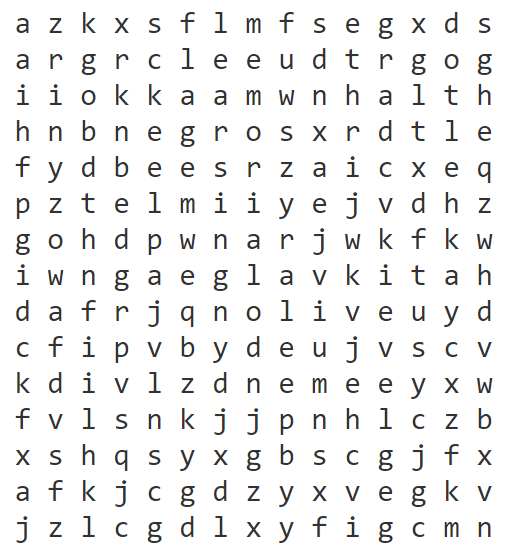 a z k x s f l m f s e g x d s
a r g r c l e e u d t r g o g
i i o k k a a m w n h a l t h
h n b n e g r o s x r d t l e
f y d b e e s r z a i c x e q
p z t e l m i i y e j v d h z
g o h d p w n a r j w k f k w
i w n g a e g l a v k i t a h
d a f r j q n o l i v e u y d
c f i p v b y d e u j v s c v
k d i v l z d n e m e e y x w
f v l s n k j j p n h l c z b
x s h q s y x g b s c g j f x
a f k j c g d z y x v e g k v
j z l c g d l x y f i g c m n